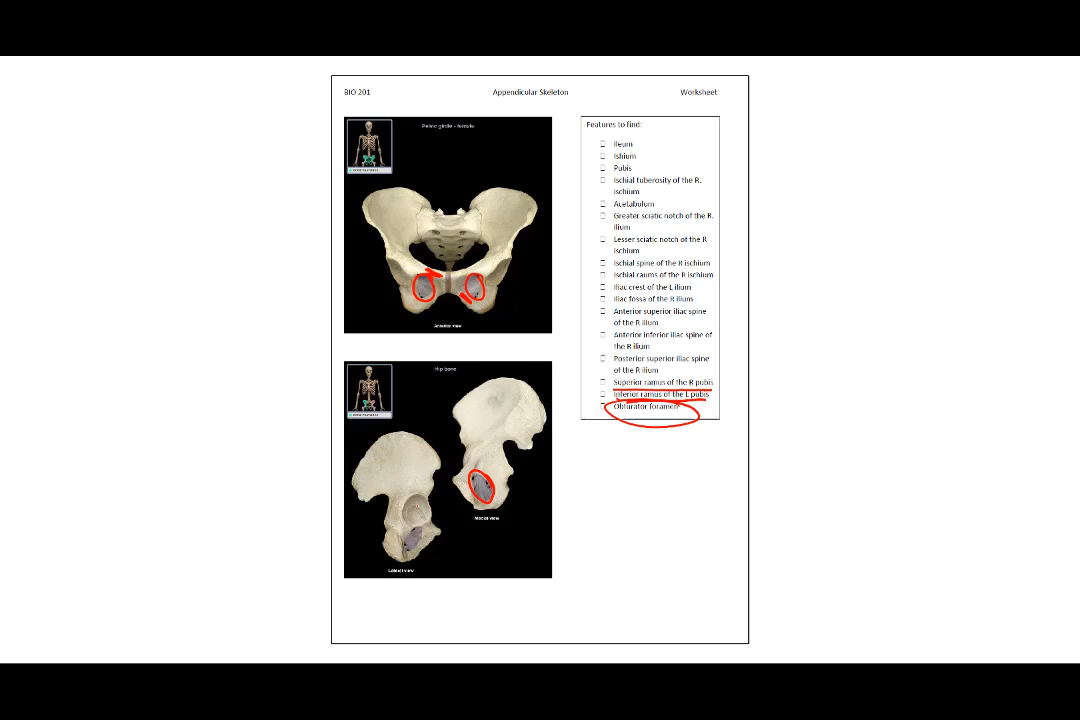 BIO 201 Appendicular Skeleton Worksheet
Pelvic girdle - female
Anterior view
Hip bone
Medial view
Lateral view
Features to find:
Ileum
Ishium
Pubis
Ischial tuberosity of the R.
ischium
Acetabulum
Greater sciatic notch of the R.
ilium
Lesser sciatic notch of the R
ischium
Ischial spine of the R ischium
Ischial raums of the R ischium
Iliac crest of the L ilium
Iliac fossa of the R ilium
Anterior superior iliac spine
of the R ilium
Anterior inferior iliac spine of
the R ilium
Posterior superior iliac spine
of the R ilium
Superior ramus of the R pubis
Inferior ramus of the L pubis
Obturator foramen